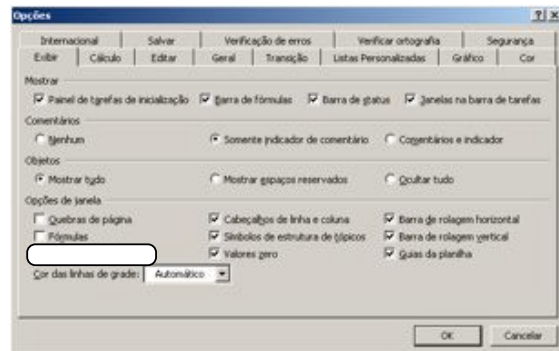 Opções
Internacional Salvar Verificação de erros Verificar ortografia Segurança
Exibir Cálculo Editar Geral Transição Listas Personalizadas Gráfico Cor
Mostrar
Painel de tarefas de inicialização Barra de fórmulas Barra de status Janelas na barra de tarefas
Comentários
Nenhum Somente indicador de comentário Comentários e indicador
Objetos
Mostrar tudo Mostrar espaços reservados Ocultar tudo
Opções de janela
Quebras de página Cabeçalhos de linha e coluna Barra de rolagem horizontal
Fórmulas Símbolos de estrutura de tópicos Barra de rolagem vertical
Valores zero Guias da planilha
Cor das linhas de grade: Automático
OK Cancelar